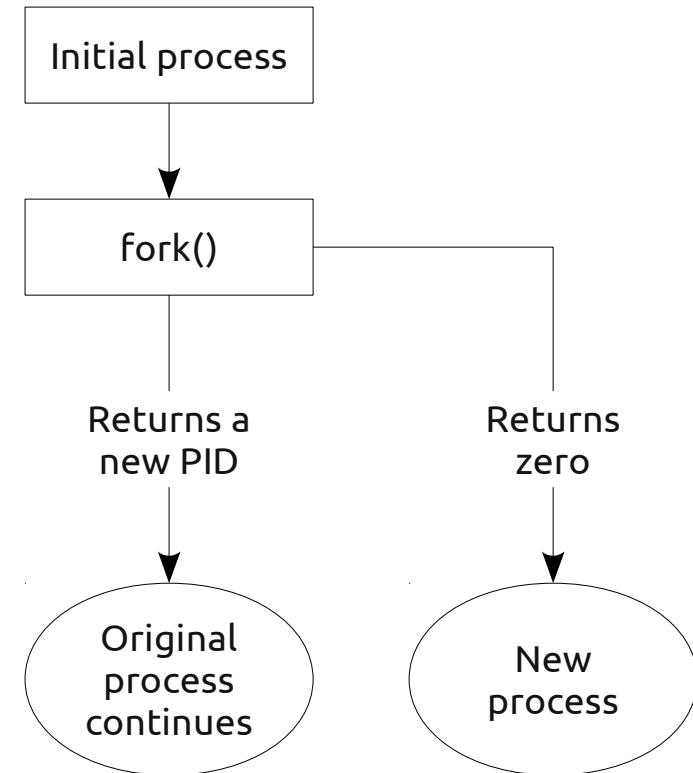 Initial process
fork()
Returns a
new PID
Returns
zero
Original
process
continues
New
process